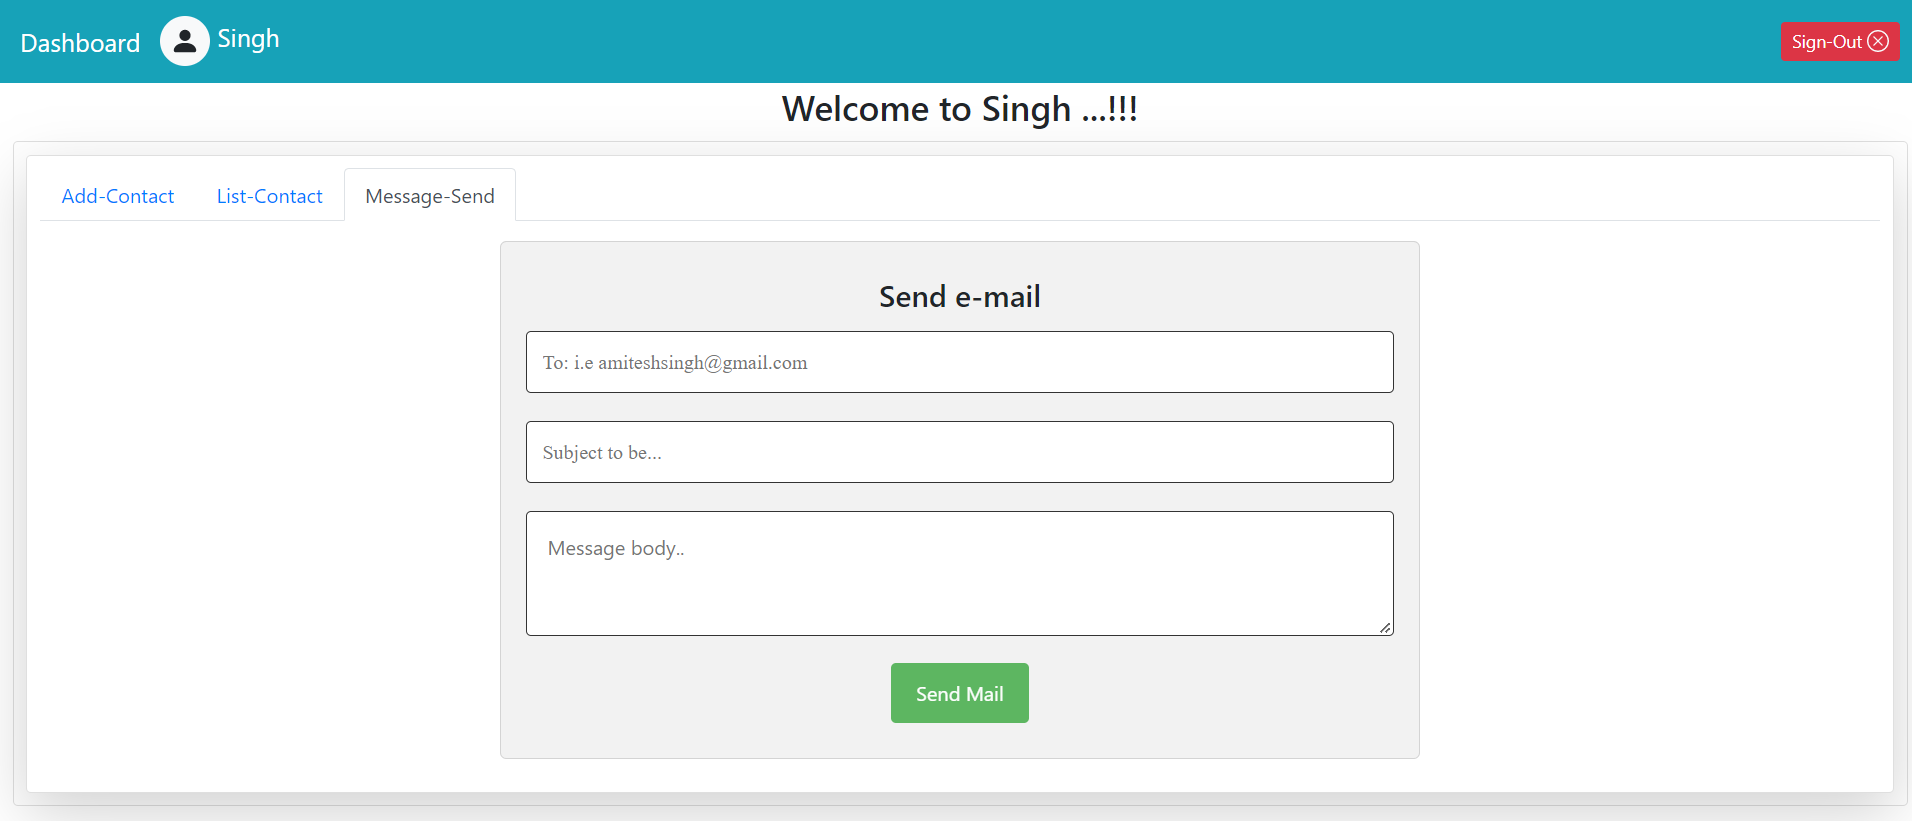 Dashboard Singh Sign-Out
Welcome to Singh ...!!!
Add-Contact List-Contact Message-Send
Send e-mail
To: i.e amiteshsingh@gmail.com
Subject to be...
Message body..
Send Mail